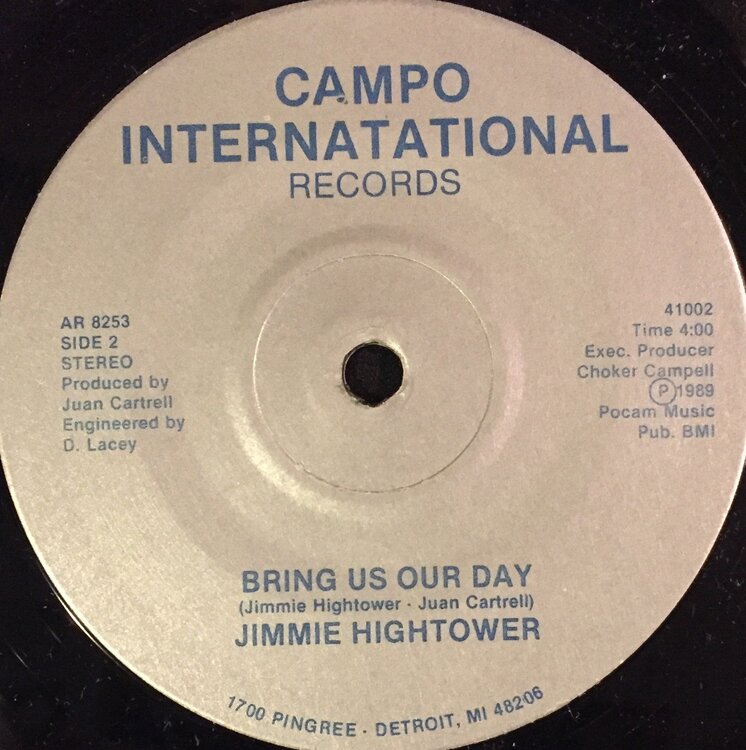 CAMPO
INTERNATATIONAL
RECORDS
AR 8253
SIDE 2
STEREO
Produced by
Juan Cartrell
Engineered by
D. Lacey
41002
Time 4:00
Exec. Producer
Choker Campell
Ⓟ1989
Pocam Music
Pub. BMI
BRING US OUR DAY
(Jimmie Hightower · Juan Cartrell)
JIMMIE HIGHTOWER
1700 PINGREE · DETROIT, MI 48206